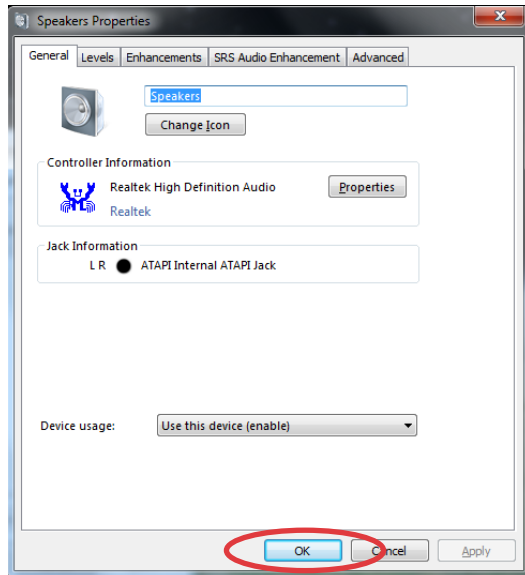 Speakers Properties
General Levels Enhancements SRS Audio Enhancement Advanced
Speakers
Change Icon
Controller Information
Realtek High Definition Audio Properties
Realtek
Jack Information
L R ATAPI Internal ATAPI Jack
Device usage: Use this device (enable)
OK Cancel Apply